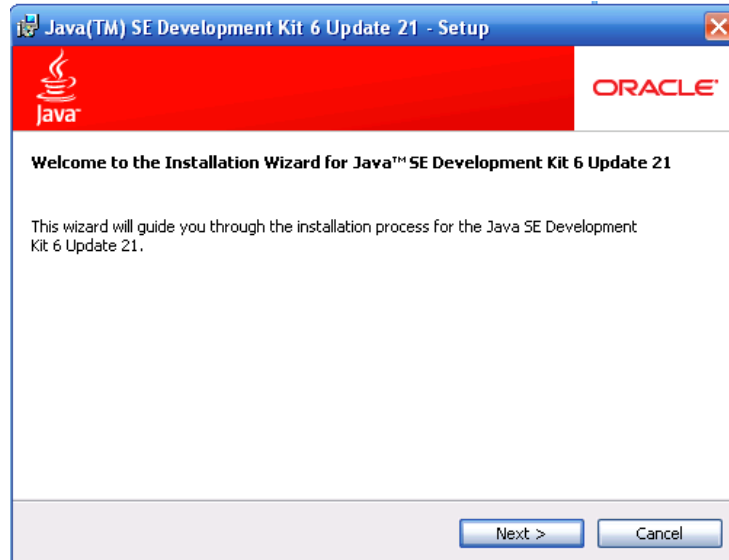 Java(TM) SE Development Kit 6 Update 21 - Setup
Java™
ORACLE®
Welcome to the Installation Wizard for Java™ SE Development Kit 6 Update 21
This wizard will guide you through the installation process for the Java SE Development
Kit 6 Update 21.
Next >
Cancel